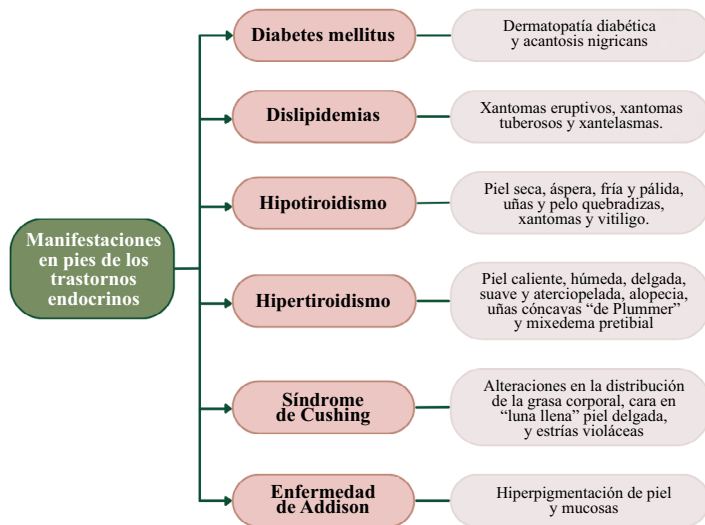 Manifestaciones
en pies de los
trastornos
endocrinos
Diabetes mellitus
Dermatopatía diabética
y acantosis nigricans
Dislipidemias
Xantomas eruptivos, xantomas
tuberosos y xantelasmas.
Hipotiroidismo
Piel seca, áspera, fría y pálida,
uñas y pelo quebradizas,
xantomas y vitiligo.
Hipertiroidismo
Piel caliente, húmeda, delgada,
suave y aterciopelada, alopecia,
uñas cóncavas “de Plummer”
y mixedema pretibial
Síndrome
de Cushing
Alteraciones en la distribución
de la grasa corporal, cara en
“luna llena” piel delgada,
y estrías violáceas
Enfermedad
de Addison
Hiperpigmentación de piel
y mucosas